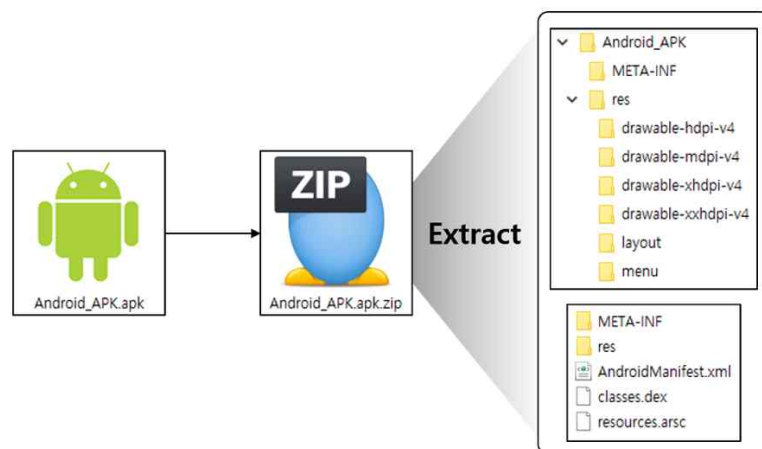 Android_APK.apk
ZIP
Android_APK.apk.zip
Extract
Android_APK
META-INF
res
drawable-hdpi-v4
drawable-mdpi-v4
drawable-xhdpi-v4
drawable-xxhdpi-v4
layout
menu
META-INF
res
AndroidManifest.xml
classes.dex
resources.arsc